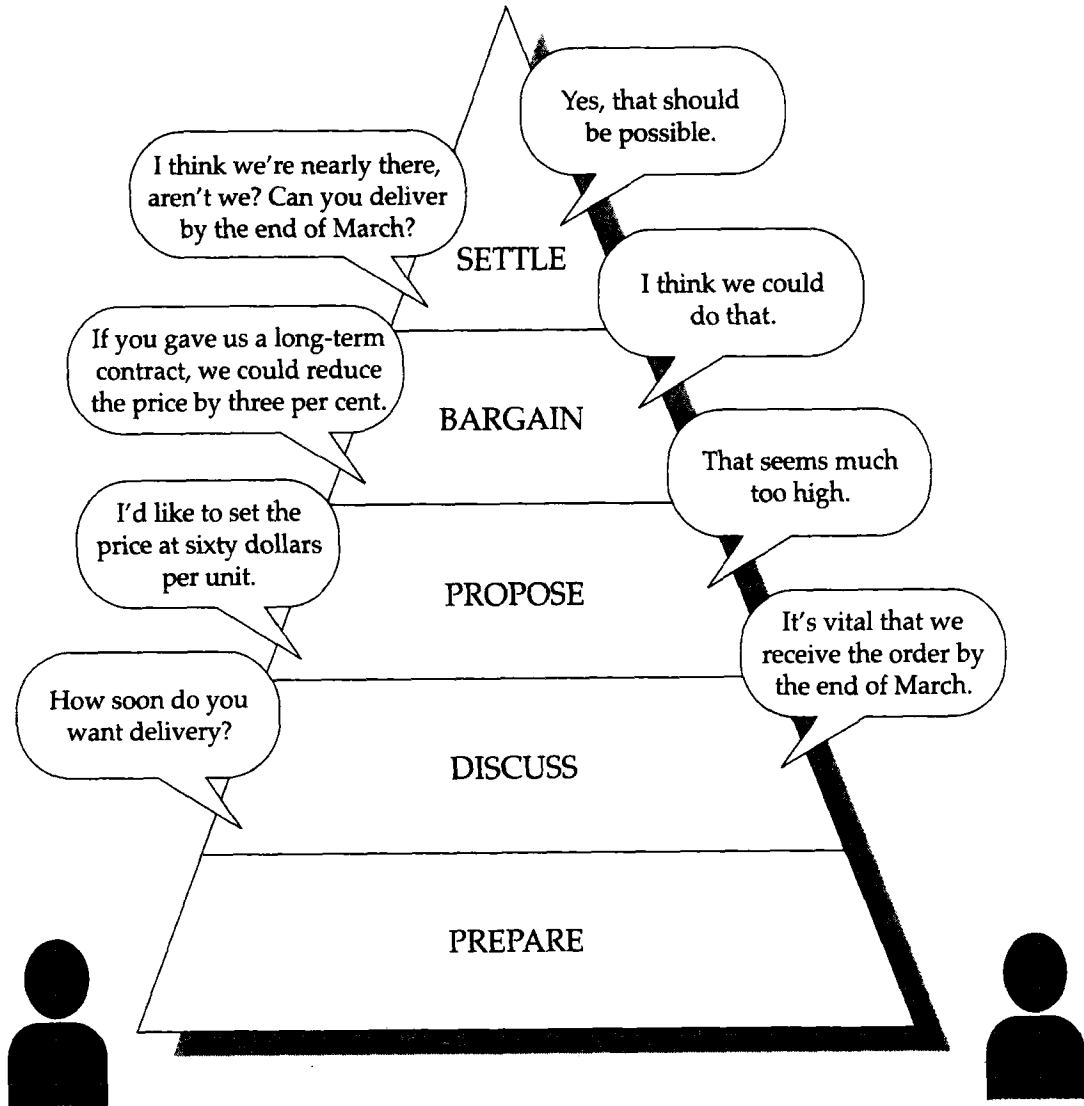 Yes, that should
be possible.
I think we're nearly there,
aren't we? Can you deliver
by the end of March?
SETTLE
I think we could
do that.
If you gave us a long-term
contract, we could reduce
the price by three per cent.
BARGAIN
That seems much
too high.
I'd like to set the
price at sixty dollars
per unit.
PROPOSE
It's vital that we
receive the order by
the end of March.
How soon do you
want delivery?
DISCUSS
PREPARE